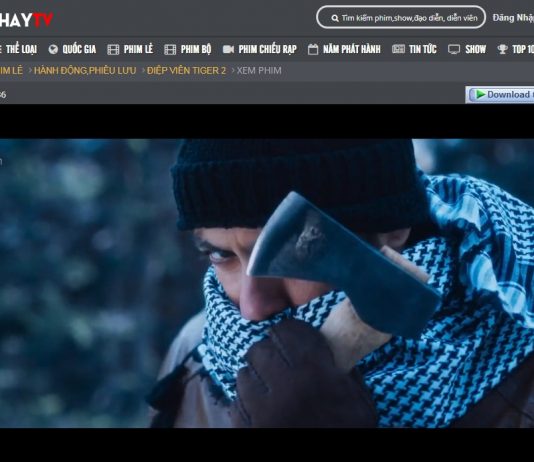 HAYTV
Tìm kiếm phim,show,đạo diễn, diễn viên
Đăng Nhập
THỂ LOẠI QUỐC GIA PHIM LẺ PHIM BỘ PHIM CHIẾU RẠP NĂM PHÁT HÀNH TIN TỨC SHOW TOP 10
IM LẺ › HÀNH ĐỘNG,PHIÊU LƯU › ĐIỆP VIÊN TIGER 2 › XEM PHIM
Download